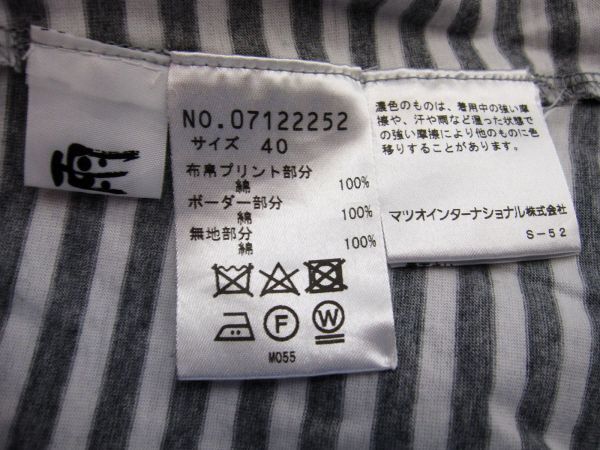 NO.07122252
サイズ 40
布帛プリント部分
綿 100%
ボーダー部分
綿 100%
無地部分
綿 100%
F W
M055
濃色のものは、着用中の強い摩
擦や、汗や雨など湿った状態で
の強い摩擦により他のものに色
移りすることがあります。
マツオインターナショナル株式会社
S-52